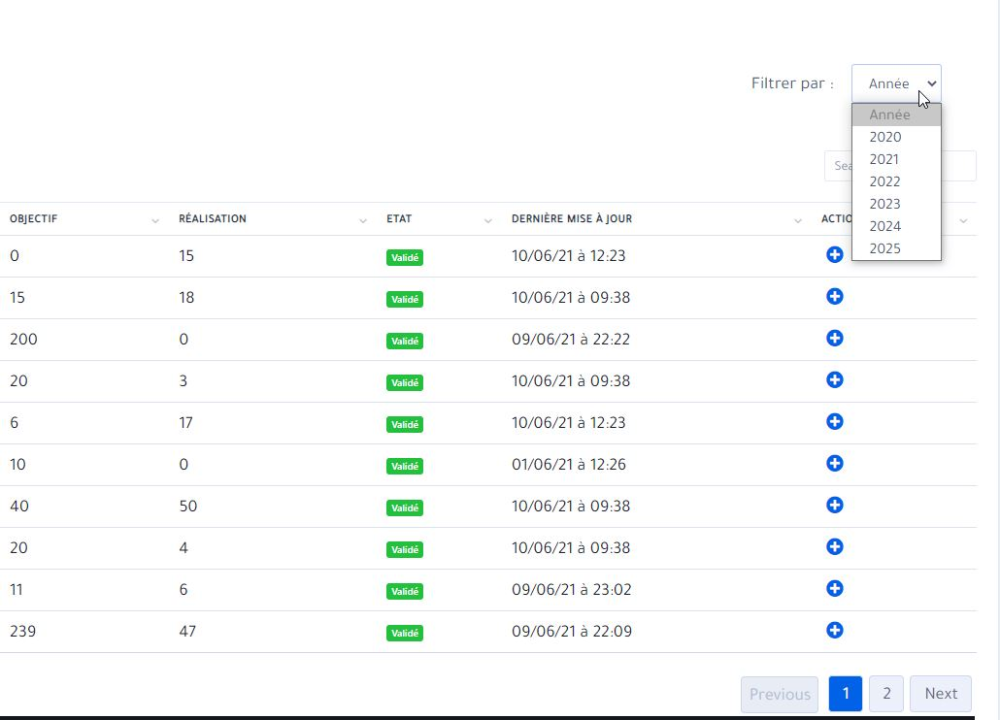 Filtrer par :
Année
Année
2020
2021
2022
2023
2024
2025
OBJECTIF RÉALISATION ETAT DERNIÈRE MISE À JOUR
0 15 Validé 10/06/21 à 12:23
15 18 Validé 10/06/21 à 09:38
200 0 Validé 09/06/21 à 22:22
20 3 Validé 10/06/21 à 09:38
6 17 Validé 10/06/21 à 12:23
10 0 Validé 01/06/21 à 12:26
40 50 Validé 10/06/21 à 09:38
20 4 Validé 10/06/21 à 09:38
11 6 Validé 09/06/21 à 23:02
239 47 Validé 09/06/21 à 22:09
Previous 1 2 Next